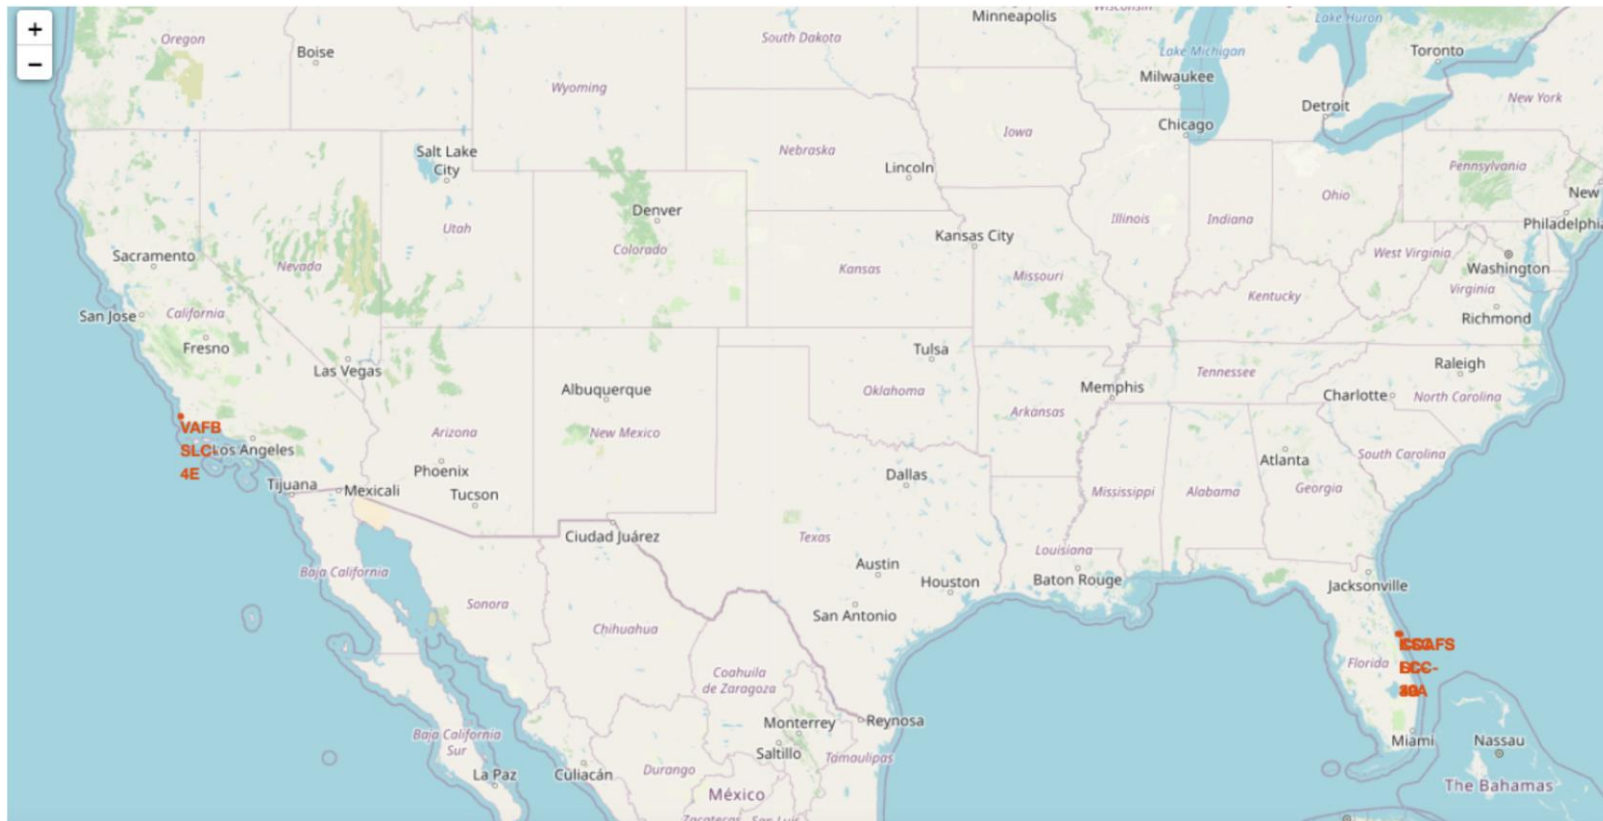 +
−
Oregon
Boise
South Dakota
Minneapolis
Wisconsin
Lake Huron
Toronto
Lake Michigan
Milwaukee
Wyoming
Detroit
New York
Chicago
Iowa
Salt Lake
City
Nebraska
Lincoln
Pennsylvania
New
Ohio
Denver
Illinois
Indiana
Philadelphia
Utah
Colorado
Kansas City
Sacramento
Nevada
Kansas
Missouri
West Virginia
Washington
Kentucky
Virginia
San Jose
California
Richmond
Fresno
Las Vegas
Tulsa
Raleigh
Tennessee
Albuquerque
Oklahoma
Memphis
Charlotte
North Carolina
Arkansas
VAFB
SLC-
4E
Los Angeles
Arizona
New Mexico
Phoenix
Dallas
Atlanta
South Carolina
Tijuana
Mexicali
Tucson
Mississippi
Alabama
Georgia
Ciudad Juárez
Texas
Louisiana
Baja California
Austin
Houston
Baton Rouge
Jacksonville
Sonora
San Antonio
Chihuahua
Florida
Coahuila
de Zaragoza
Baja California
Sur
Monterrey
Reynosa
Miami
Nassau
Saltillo
Tamaulipas
La Paz
Culiacán
Durango
The Bahamas
México
Zacatecas
San Luis